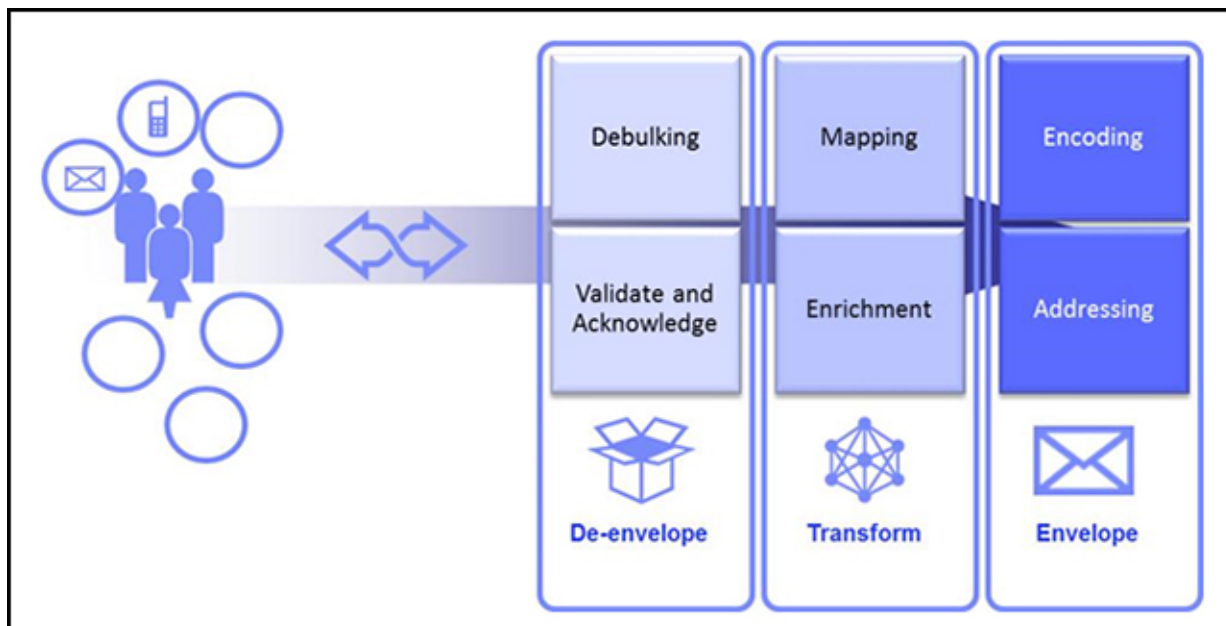 Debulking
Mapping
Encoding
Validate and
Acknowledge
Enrichment
Addressing
De-envelope
Transform
Envelope